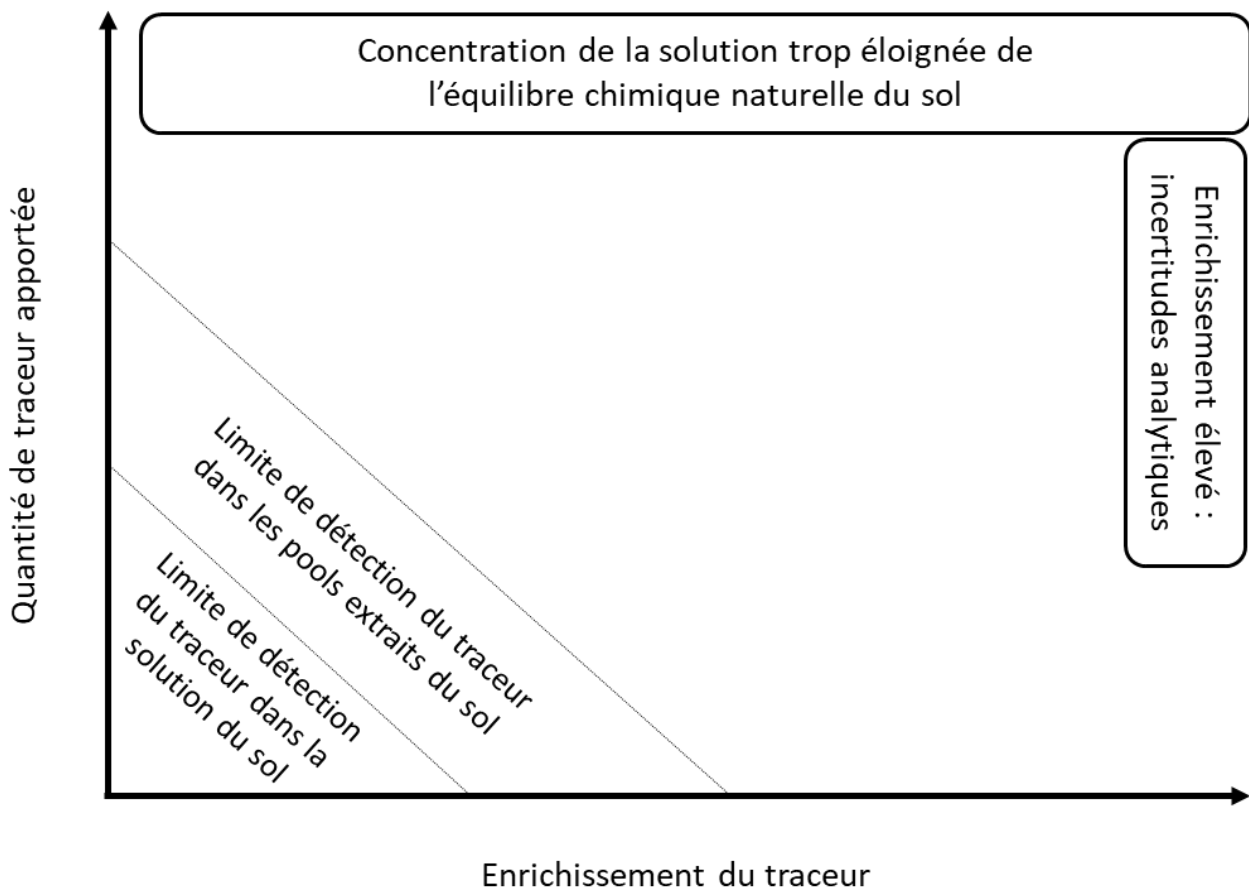 Concentration de la solution trop éloignée de
l'équilibre chimique naturelle du sol
Enrichissement élevé :
incertitudes analytiques
Quantité de traceur apportée
Limite de détection du traceur
dans les pools extraits du sol
Limite de détection
du traceur dans la
solution du sol
Enrichissement du traceur